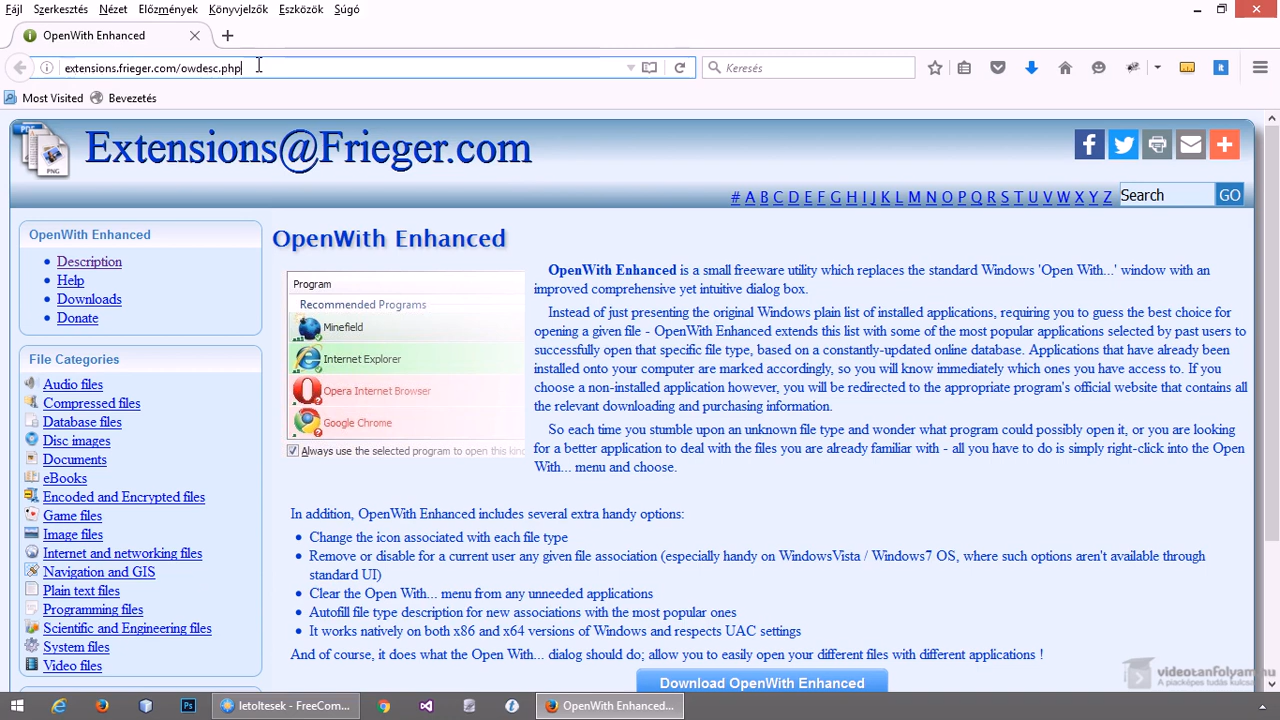 Fájl Szerkesztés Nézet Előzmények Könyvjelzők Eszközök Súgó
OpenWith Enhanced
extensions.frieger.com/owdesc.php
Keresés
Most Visited Bevezetés
Extensions@Frieger.com
# A B C D E F G H I J K L M N O P Q R S T U V W X Y Z Search GO
OpenWith Enhanced
Description
Help
Downloads
Donate
File Categories
Audio files
Compressed files
Database files
Disc images
Documents
eBooks
Encoded and Encrypted files
Game files
Image files
Internet and networking files
Navigation and GIS
Plain text files
Programming files
Scientific and Engineering files
System files
Video files
OpenWith Enhanced
PDF
PNG
Program
Recommended Programs
Minefield
Internet Explorer
Opera Internet Browser
Google Chrome
Always use the selected program to open this kind
OpenWith Enhanced is a small freeware utility which replaces the standard Windows 'Open With...' window with an
improved comprehensive yet intuitive dialog box.
Instead of just presenting the original Windows plain list of installed applications, requiring you to guess the best choice for
opening a given file - OpenWith Enhanced extends this list with some of the most popular applications selected by past users to
successfully open that specific file type, based on a constantly-updated online database. Applications that have already been
installed onto your computer are marked accordingly, so you will know immediately which ones you have access to. If you
choose a non-installed application however, you will be redirected to the appropriate program's official website that contains all
the relevant downloading and purchasing information.
So each time you stumble upon an unknown file type and wonder what program could possibly open it, or you are looking
for a better application to deal with the files you are already familiar with - all you have to do is simply right-click into the Open
With... menu and choose.
In addition, OpenWith Enhanced includes several extra handy options:
Change the icon associated with each file type
Remove or disable for a current user any given file association (especially handy on WindowsVista / Windows7 OS, where such options aren't available through
standard UI)
Clear the Open With... menu from any unneeded applications
Autofill file type description for new associations with the most popular ones
It works natively on both x86 and x64 versions of Windows and respects UAC settings
And of course, it does what the Open With... dialog should do; allow you to easily open your different files with different applications !
Download OpenWith Enhanced
videotanfolyam.hu
A piacképes tudás kulcsa
letoltesek - FreeCom...
OpenWith Enhanced...